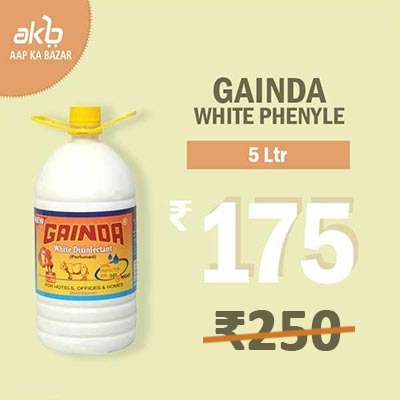 akb
AAP KA BAZAR
GAINDA
WHITE PHENYLE
5 Ltr
₹ 175
₹250
NEW
GAINDA
White Disinfectant
(Perfumed)
FOR HOTELS, OFFICES & HOMES